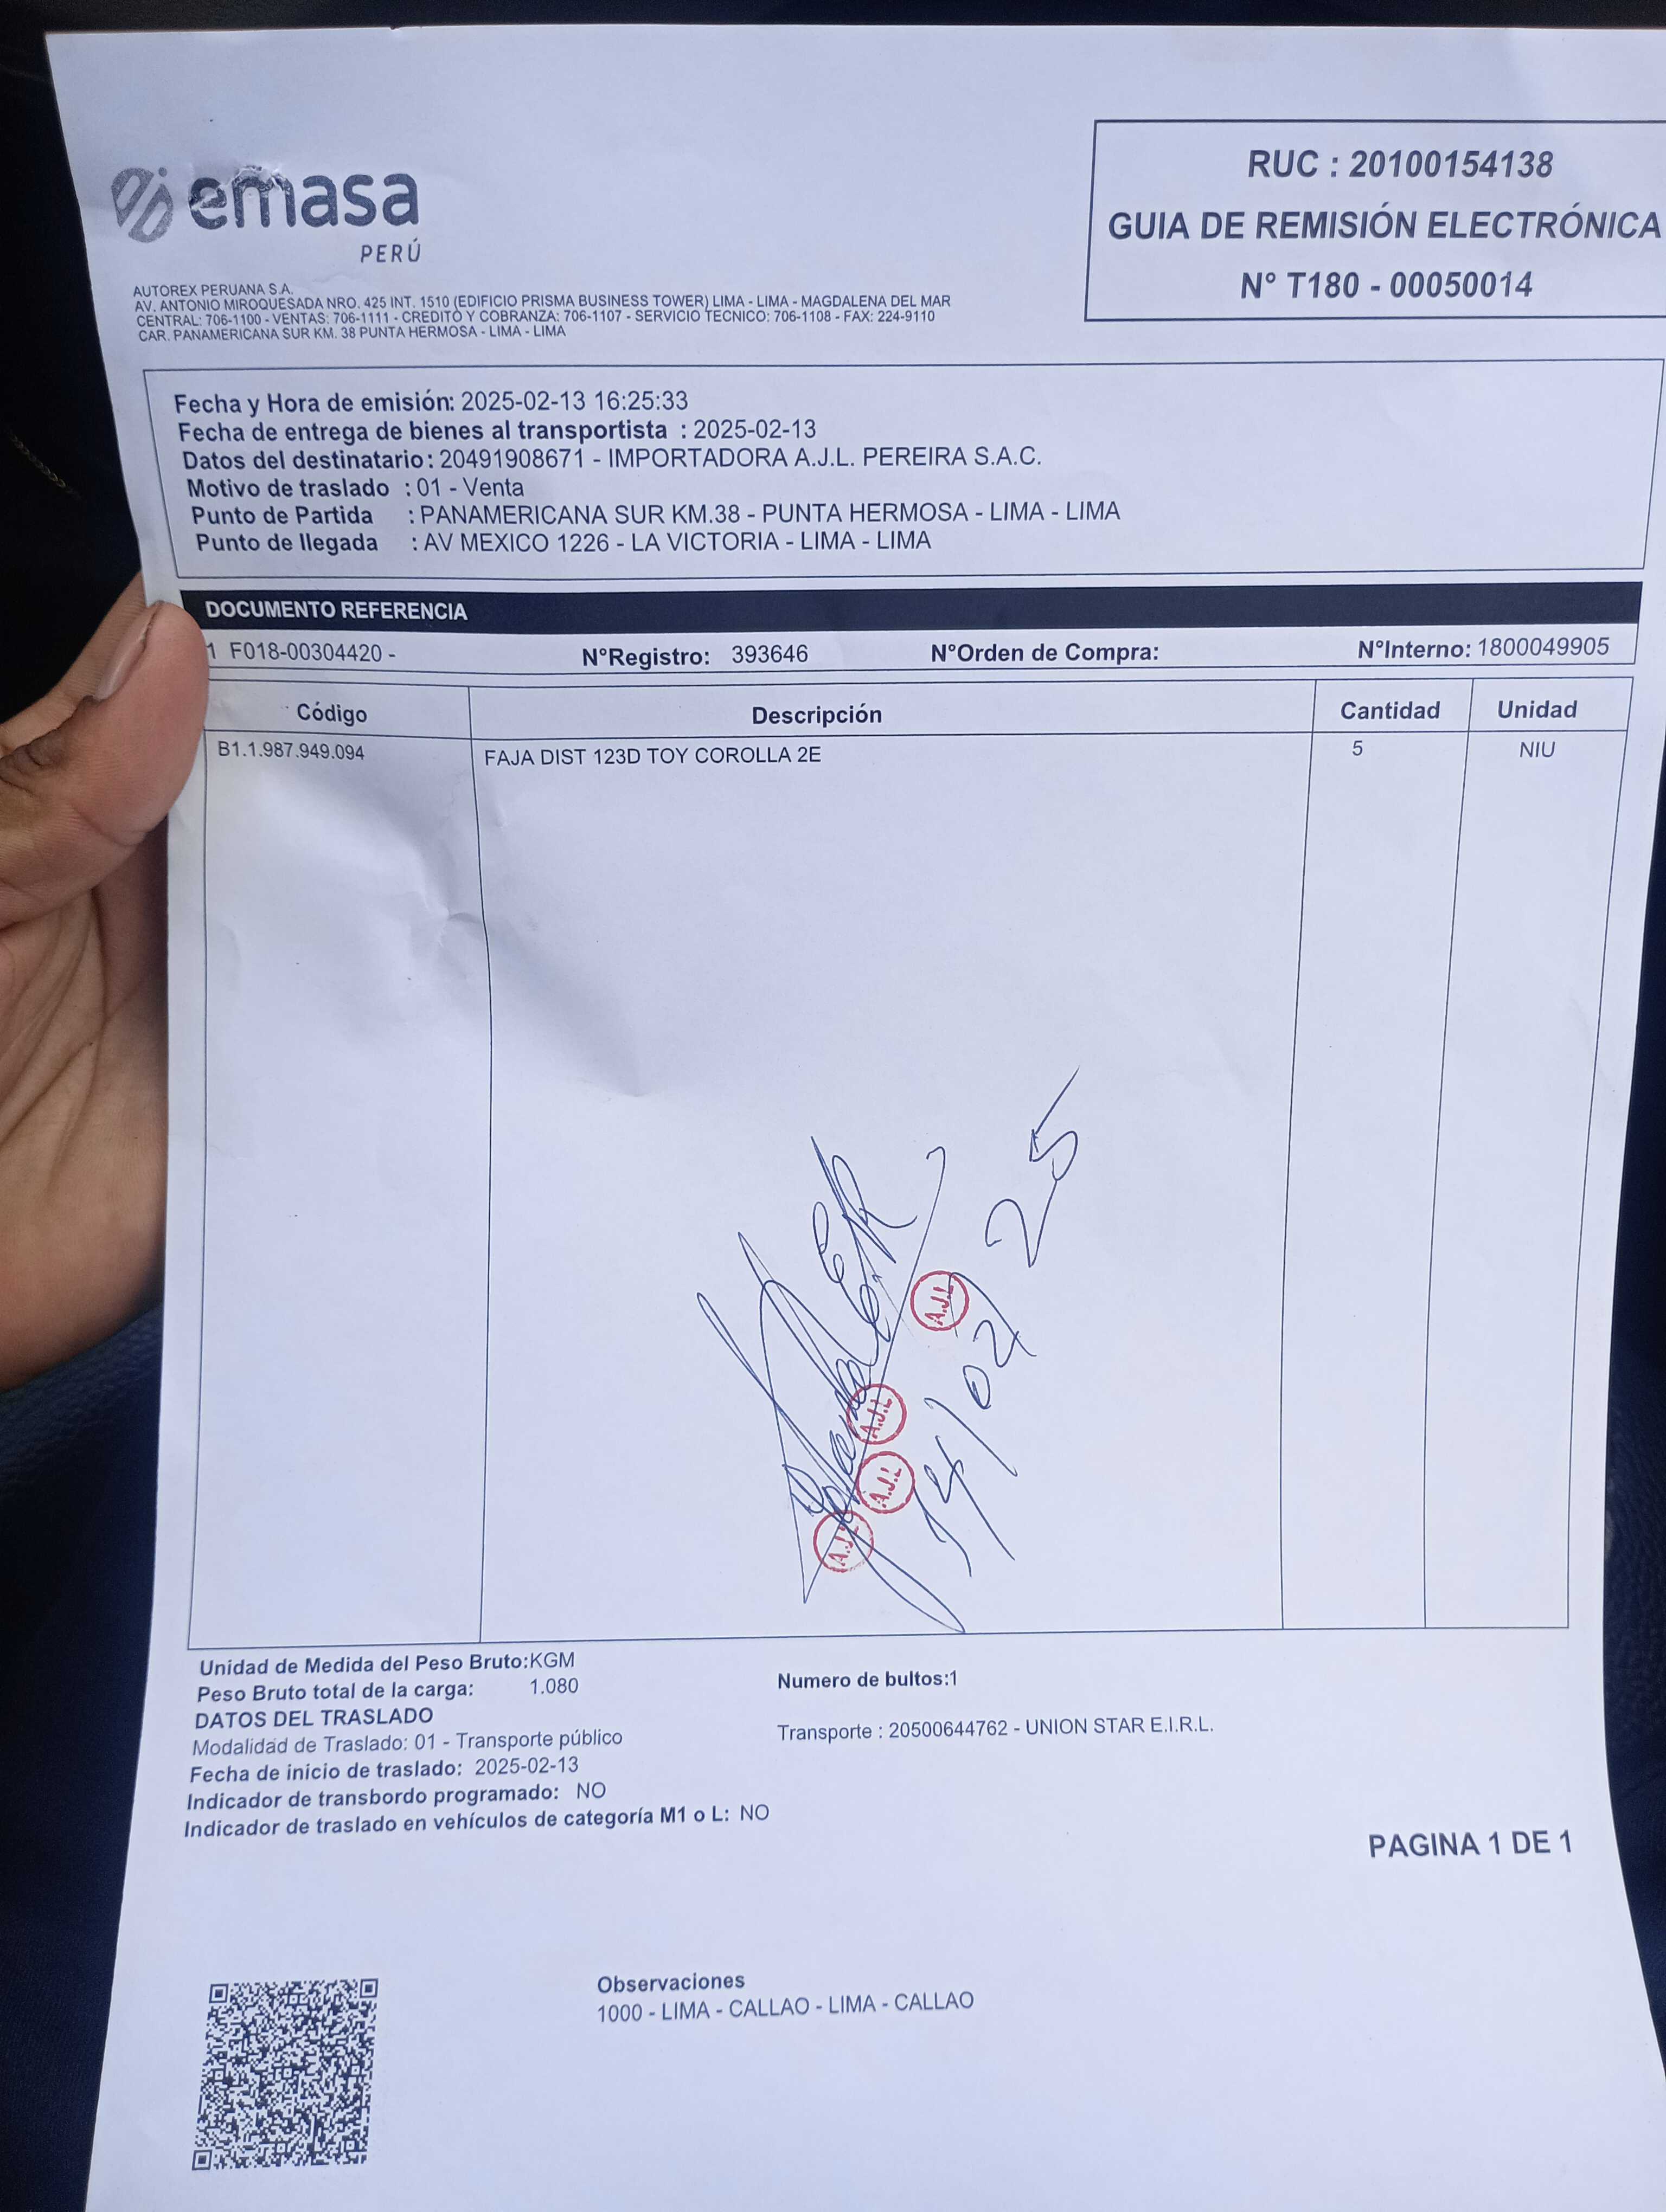 emasa
PERÚ
RUC : 20100154138
GUIA DE REMISIÓN ELECTRÓNICA
N° T180 - 00050014
AUTOREX PERUANA S.A.
AV. ANTONIO MIROQUESADA NRO. 425 INT. 1510 (EDIFICIO PRISMA BUSINESS TOWER) LIMA - LIMA - MAGDALENA DEL MAR
CENTRAL: 706-1100 - VENTAS: 706-1111 - CREDITO Y COBRANZA: 706-1107 - SERVICIO TECNICO: 706-1108 - FAX: 224-9110
CAR. PANAMERICANA SUR KM. 38 PUNTA HERMOSA - LIMA - LIMA
Fecha y Hora de emisión: 2025-02-13 16:25:33
Fecha de entrega de bienes al transportista : 2025-02-13
Datos del destinatario : 20491908671 - IMPORTADORA A.J.L. PEREIRA S.A.C.
Motivo de traslado : 01 - Venta
Punto de Partida : PANAMERICANA SUR KM.38 - PUNTA HERMOSA - LIMA - LIMA
Punto de llegada : AV MEXICO 1226 - LA VICTORIA - LIMA - LIMA
DOCUMENTO REFERENCIA
1 F018-00304420 - N°Registro: 393646 N°Orden de Compra: N°Interno: 1800049905
Código Descripción Cantidad Unidad
B1.1.987.949.094 FAJA DIST 123D TOY COROLLA 2E 5 NIU
14/02/25
A.J.L
A.J.L
A.J.L
A.J.L
Unidad de Medida del Peso Bruto:KGM
Peso Bruto total de la carga: 1.080
Numero de bultos:1
DATOS DEL TRASLADO
Modalidad de Traslado: 01 - Transporte público
Transporte : 20500644762 - UNION STAR E.I.R.L.
Fecha de inicio de traslado: 2025-02-13
Indicador de transbordo programado: NO
Indicador de traslado en vehículos de categoría M1 o L: NO
PAGINA 1 DE 1
Observaciones
1000 - LIMA - CALLAO - LIMA - CALLAO